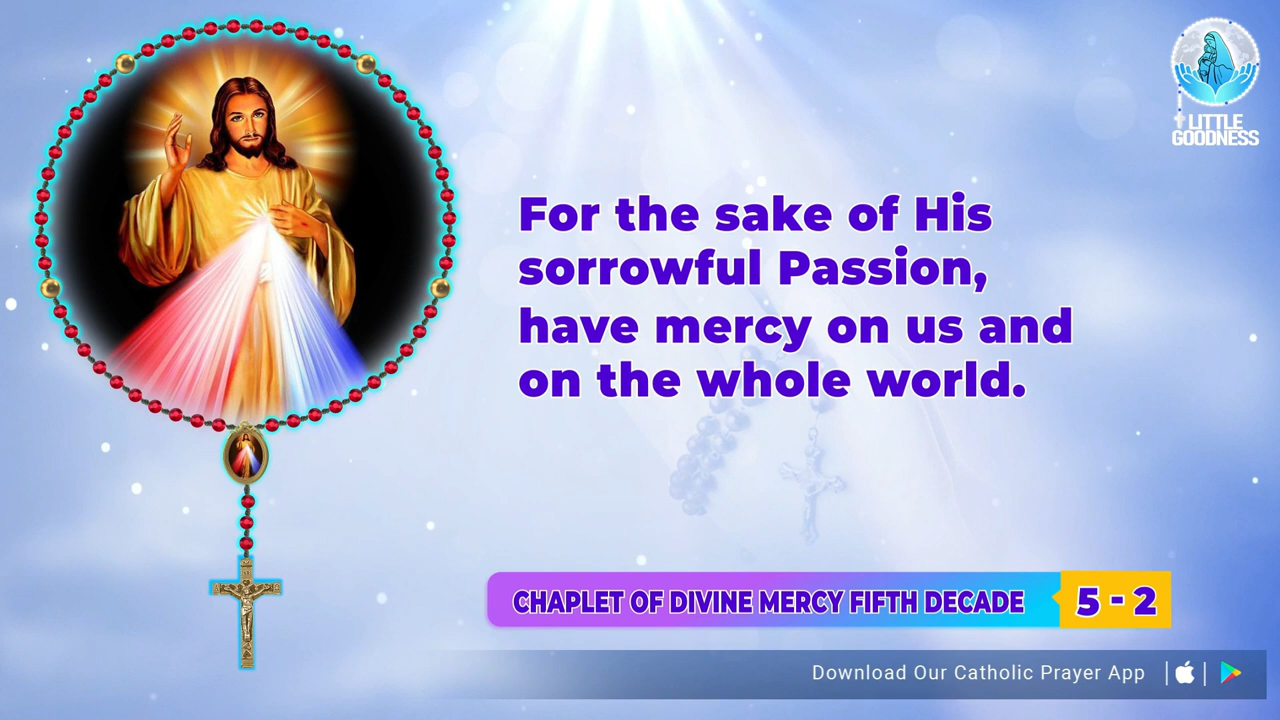 LITTLE
GOODNESS
For the sake of His
sorrowful Passion,
have mercy on us and
on the whole world.
CHAPLET OF DIVINE MERCY FIFTH DECADE
5 - 2
Download Our Catholic Prayer App